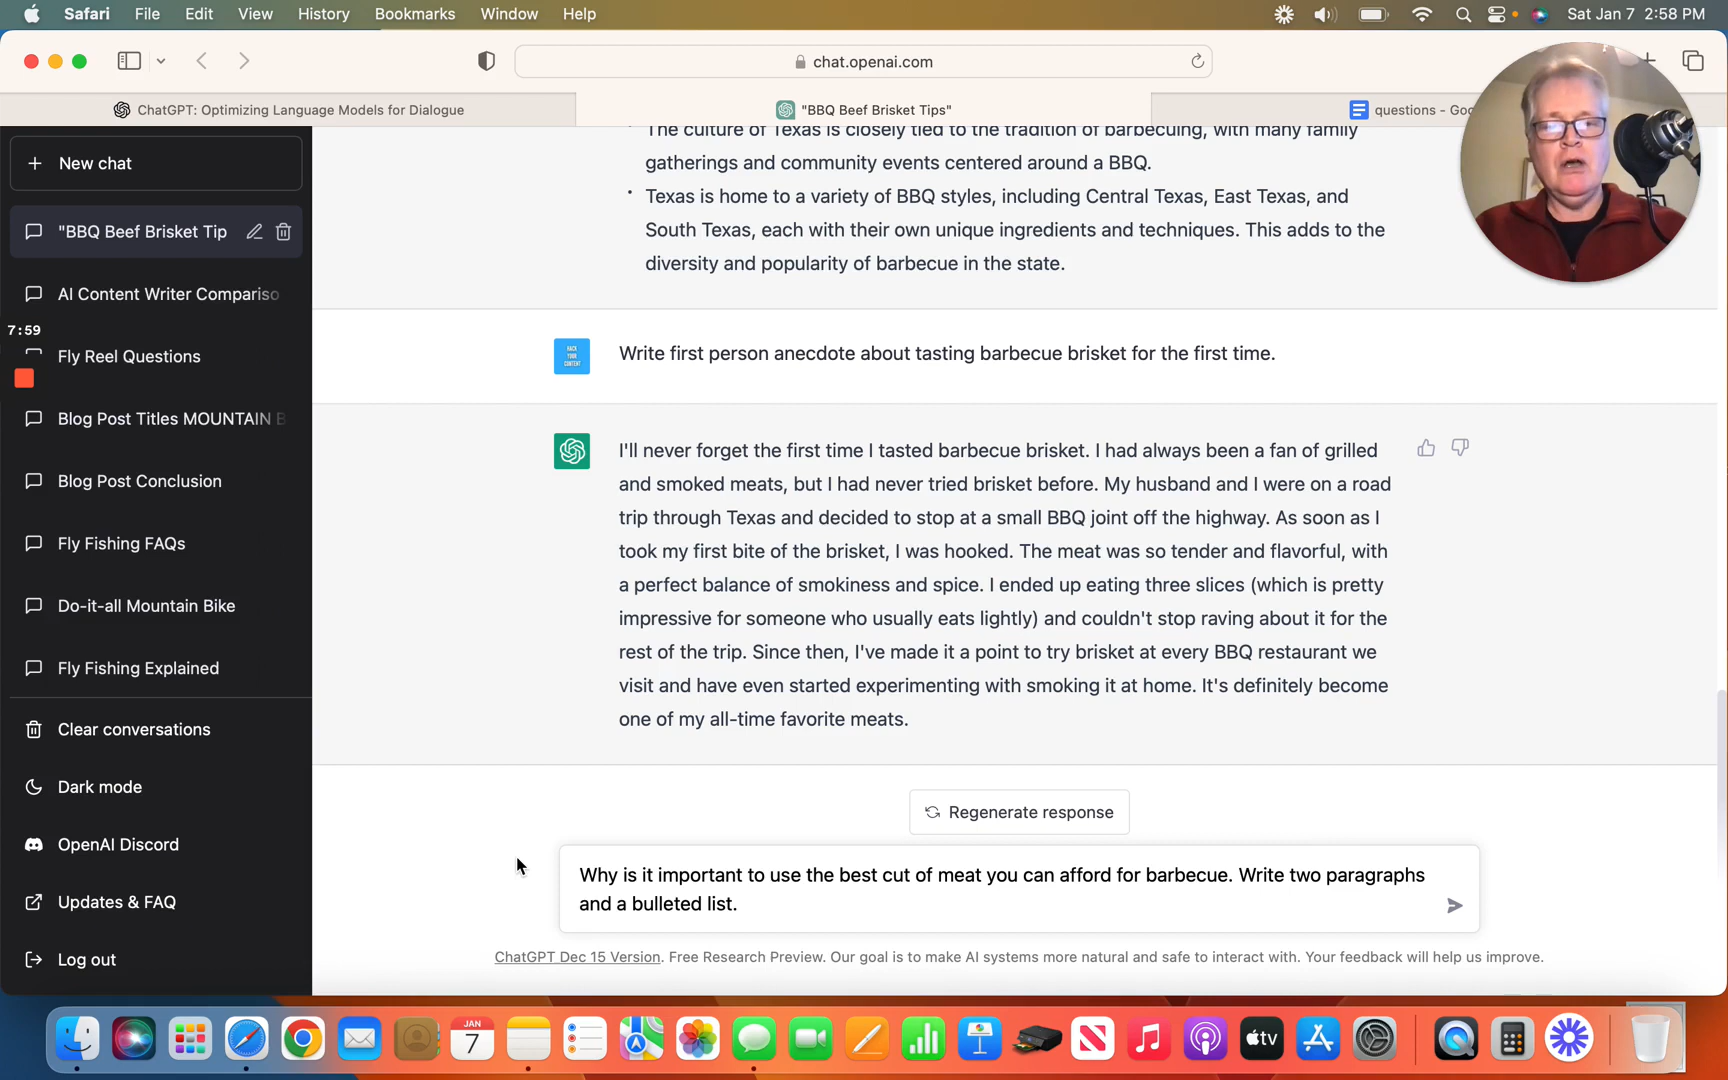 Safari File Edit View History Bookmarks Window Help Sat Jan 7 2:58 PM
chat.openai.com
ChatGPT: Optimizing Language Models for Dialogue
"BBQ Beef Brisket Tips"
questions - Goo
New chat
"BBQ Beef Brisket Tip
AI Content Writer Compariso
7:59
Fly Reel Questions
Blog Post Titles MOUNTAIN B
Blog Post Conclusion
Fly Fishing FAQs
Do-it-all Mountain Bike
Fly Fishing Explained
Clear conversations
Dark mode
OpenAI Discord
Updates & FAQ
Log out
The culture of Texas is closely tied to the tradition of barbecuing, with many family
gatherings and community events centered around a BBQ.
Texas is home to a variety of BBQ styles, including Central Texas, East Texas, and
South Texas, each with their own unique ingredients and techniques. This adds to the
diversity and popularity of barbecue in the state.
HACK
YOUR
CONTENT
Write first person anecdote about tasting barbecue brisket for the first time.
I'll never forget the first time I tasted barbecue brisket. I had always been a fan of grilled
and smoked meats, but I had never tried brisket before. My husband and I were on a road
trip through Texas and decided to stop at a small BBQ joint off the highway. As soon as I
took my first bite of the brisket, I was hooked. The meat was so tender and flavorful, with
a perfect balance of smokiness and spice. I ended up eating three slices (which is pretty
impressive for someone who usually eats lightly) and couldn't stop raving about it for the
rest of the trip. Since then, I've made it a point to try brisket at every BBQ restaurant we
visit and have even started experimenting with smoking it at home. It's definitely become
one of my all-time favorite meats.
Regenerate response
Why is it important to use the best cut of meat you can afford for barbecue. Write two paragraphs
and a bulleted list.
ChatGPT Dec 15 Version. Free Research Preview. Our goal is to make AI systems more natural and safe to interact with. Your feedback will help us improve.
JAN
7
tv